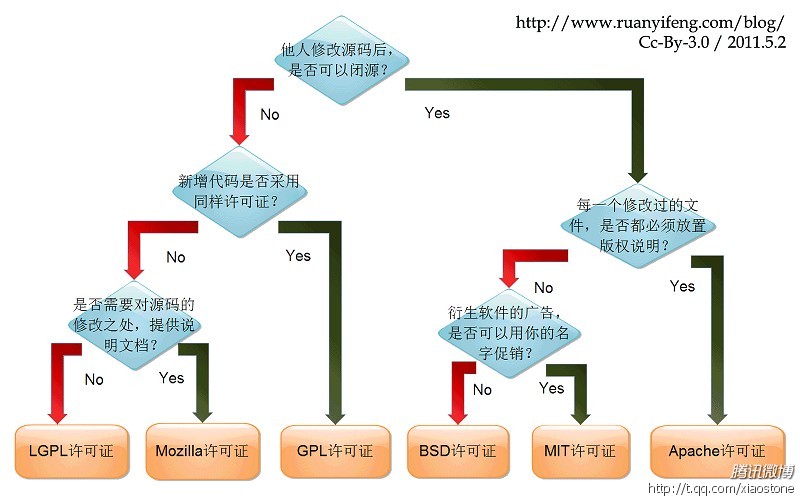 http://www.ruanyifeng.com/blog/
Cc-By-3.0 / 2011.5.2
他人修改源码后，
是否可以闭源？
No
Yes
新增代码是否采用
同样许可证？
每一个修改过的文
件，是否都必须放置
版权说明？
No
Yes
No
Yes
是否需要对源码的
修改之处，提供说
明文档？
衍生软件的广告，
是否可以用你的名
字促销？
No
Yes
No
Yes
LGPL许可证
Mozilla许可证
GPL许可证
BSD许可证
MIT许可证
Apache许可证
腾讯微博
http://t.qq.com/xiaostone